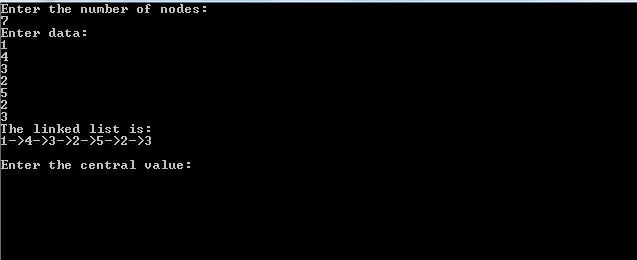 Enter the number of nodes:
7
Enter data:
1
4
3
2
5
2
3
The linked list is:
1->4->3->2->5->2->3
Enter the central value: